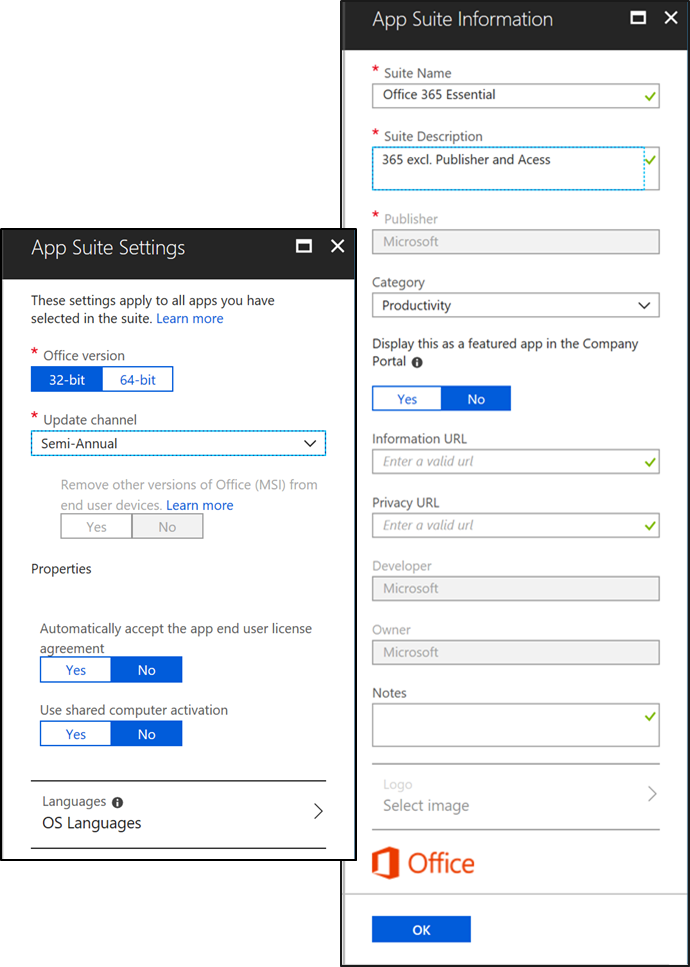 App Suite Settings
These settings apply to all apps you have
selected in the suite. Learn more
* Office version
32-bit 64-bit
* Update channel
Semi-Annual
Remove other versions of Office (MSI) from
end user devices. Learn more
Yes No
Properties
Automatically accept the app end user license
agreement
Yes No
Use shared computer activation
Yes No
Languages
OS Languages
App Suite Information
* Suite Name
Office 365 Essential
* Suite Description
365 excl. Publisher and Acess
* Publisher
Microsoft
Category
Productivity
Display this as a featured app in the Company
Portal
Yes No
Information URL
Enter a valid url
Privacy URL
Enter a valid url
Developer
Microsoft
Owner
Microsoft
Notes
Logo
Select image
Office
OK